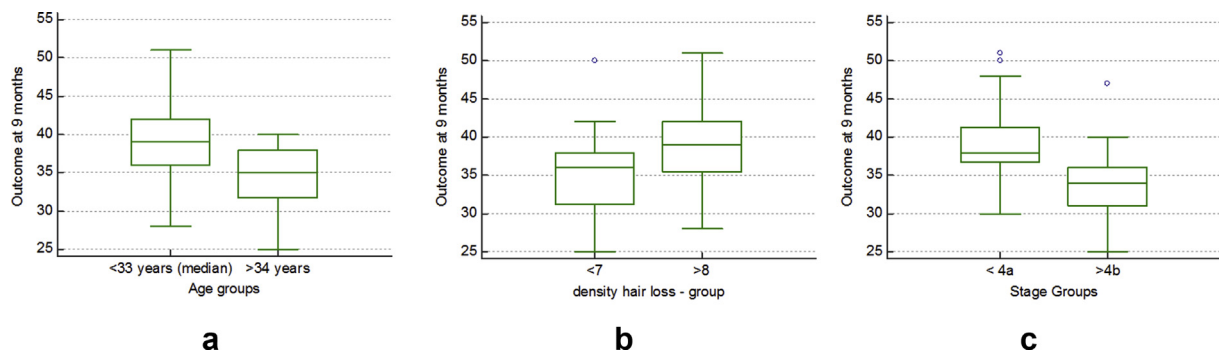 55
50
45
40
35
30
25
Outcome at 9 months
<33 years (median) >34 years
Age groups
a
55
50
45
40
35
30
25
Outcome at 9 months
<7 >8
density hair loss - group
b
55
50
45
40
35
30
25
Outcome at 9 months
< 4a >4b
Stage Groups
c